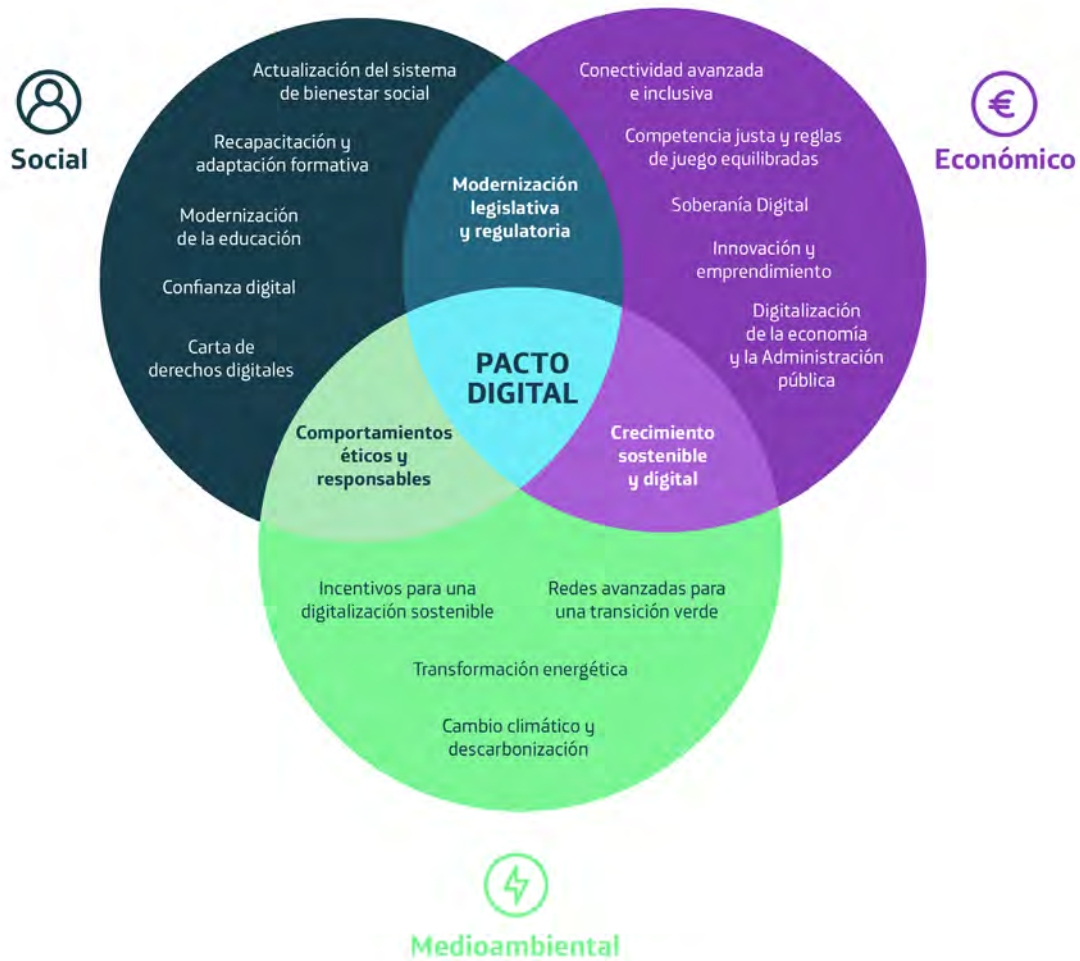 Social
Actualización del sistema
de bienestar social
Recapacitación y
adaptación formativa
Modernización
de la educación
Confianza digital
Carta de
derechos digitales
Modernización
legislativa
y regulatoria
Conectividad avanzada
e inclusiva
Competencia justa y reglas
de juego equilibradas
Soberanía Digital
Innovación y
emprendimiento
Digitalización
de la economía
y la Administración
pública
€
Económico
PACTO
DIGITAL
Comportamientos
éticos y
responsables
Crecimiento
sostenible
y digital
Incentivos para una
digitalización sostenible
Redes avanzadas para
una transición verde
Transformación energética
Cambio climático y
descarbonización
Medioambiental